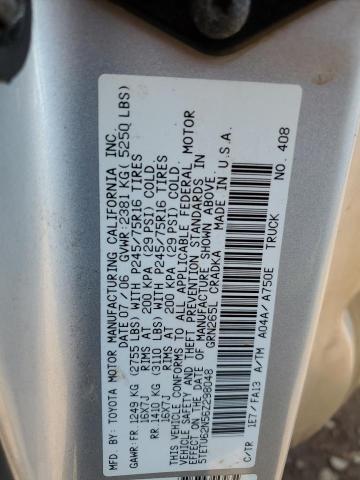 MFD. BY: TOYOTA MOTOR MANUFACTURING CALIFORNIA INC.
DATE: 07/06 GVWR: 2381 KG (5250 LBS)
GAWR:FR 1249 KG (2755 LBS) WITH P245/75R16 TIRES
16X7J RIMS AT 200 KPA (29 PSI) COLD.
RR 1410 KG (3110 LBS) WITH P245/75R16 TIRES
16X7J RIMS AT 200 KPA (29 PSI) COLD.
THIS VEHICLE CONFORMS TO ALL APPLICABLE FEDERAL MOTOR
VEHICLE SAFETY AND THEFT PREVENTION STANDARDS IN
EFFECT ON THE DATE OF MANUFACTURE SHOWN ABOVE.
5TETU62N56Z298048 GRN265L CRADKA MADE IN U.S.A.
TRUCK
C/TR 1E7/FA13 A/TM A04A/A750E
NO. 408